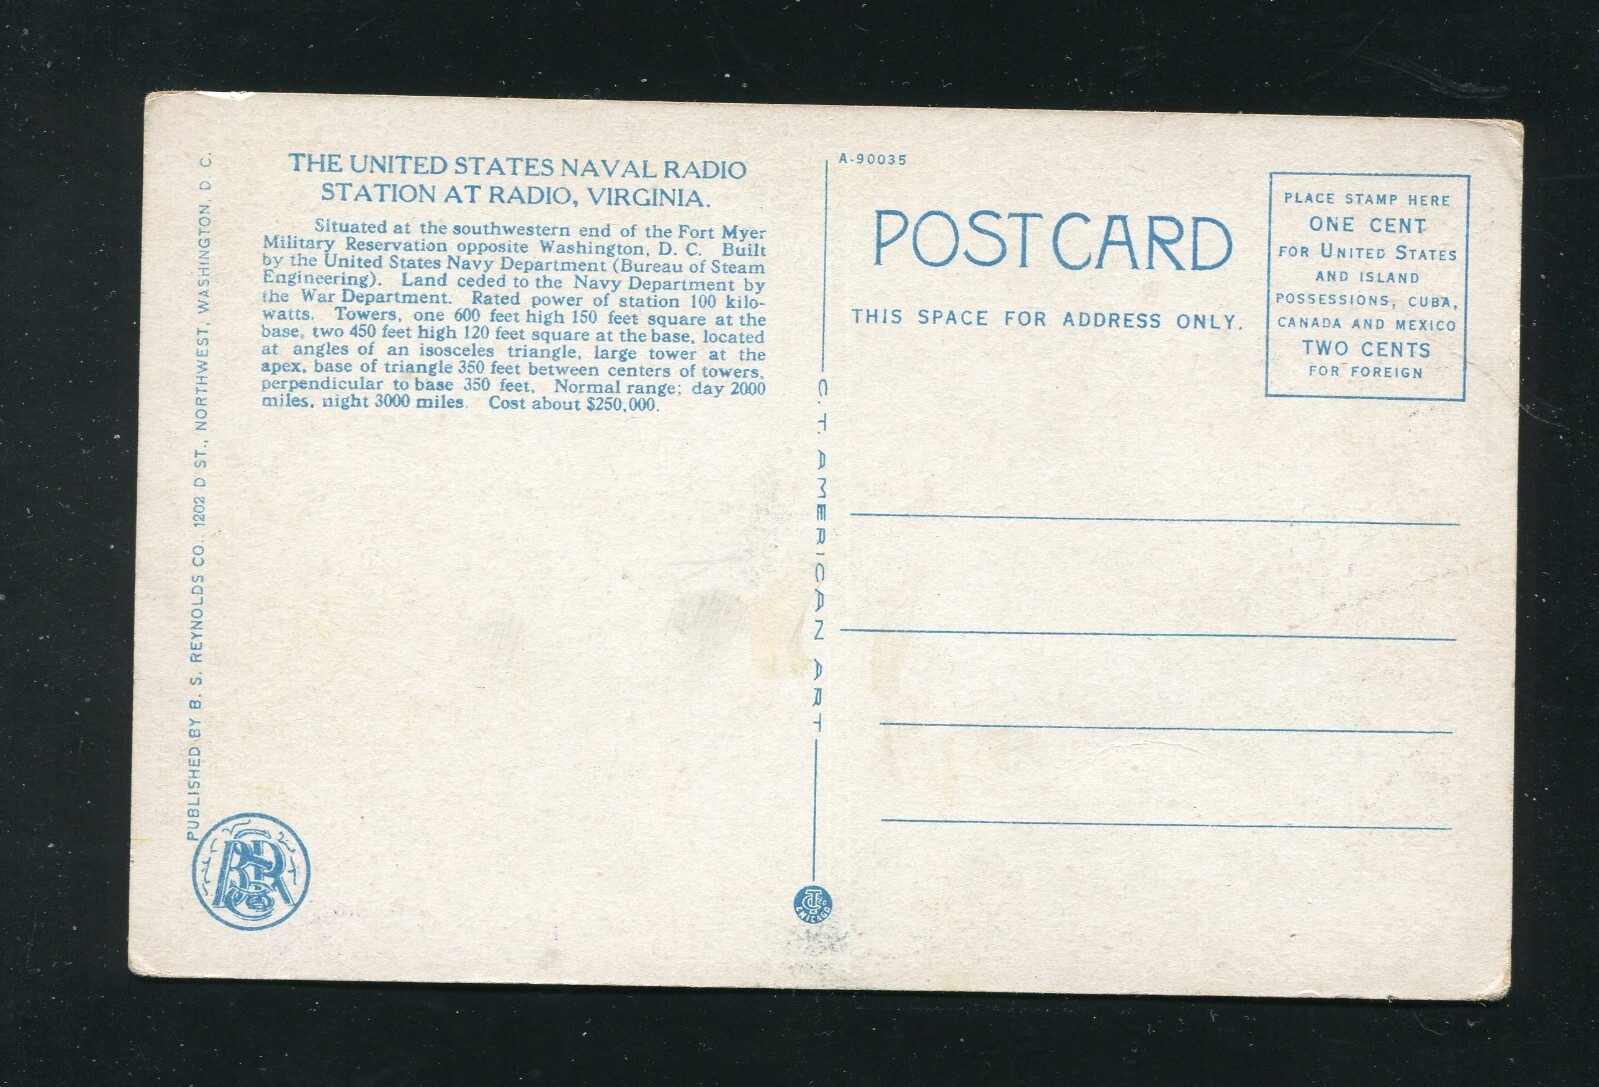 THE UNITED STATES NAVAL RADIO
STATION AT RADIO, VIRGINIA.
Situated at the southwestern end of the Fort Myer
Military Reservation opposite Washington, D. C. Built
by the United States Navy Department (Bureau of Steam
Engineering). Land ceded to the Navy Department by
the War Department. Rated power of station 100 kilo-
watts. Towers, one 600 feet high 150 feet square at the
base, two 450 feet high 120 feet square at the base, located
at angles of an isosceles triangle, large tower at the
apex, base of triangle 350 feet between centers of towers,
perpendicular to base 350 feet. Normal range: day 2000
miles, night 3000 miles. Cost about $250,000.
PUBLISHED BY B. S. REYNOLDS CO., 1202 D ST., NORTHWEST, WASHINGTON, D. C.
C.T. AMERICAN ART
CHICAGO
A-90035
POST CARD
THIS SPACE FOR ADDRESS ONLY.
PLACE STAMP HERE
ONE CENT
FOR UNITED STATES
AND ISLAND
POSSESSIONS, CUBA,
CANADA AND MEXICO
TWO CENTS
FOR FOREIGN